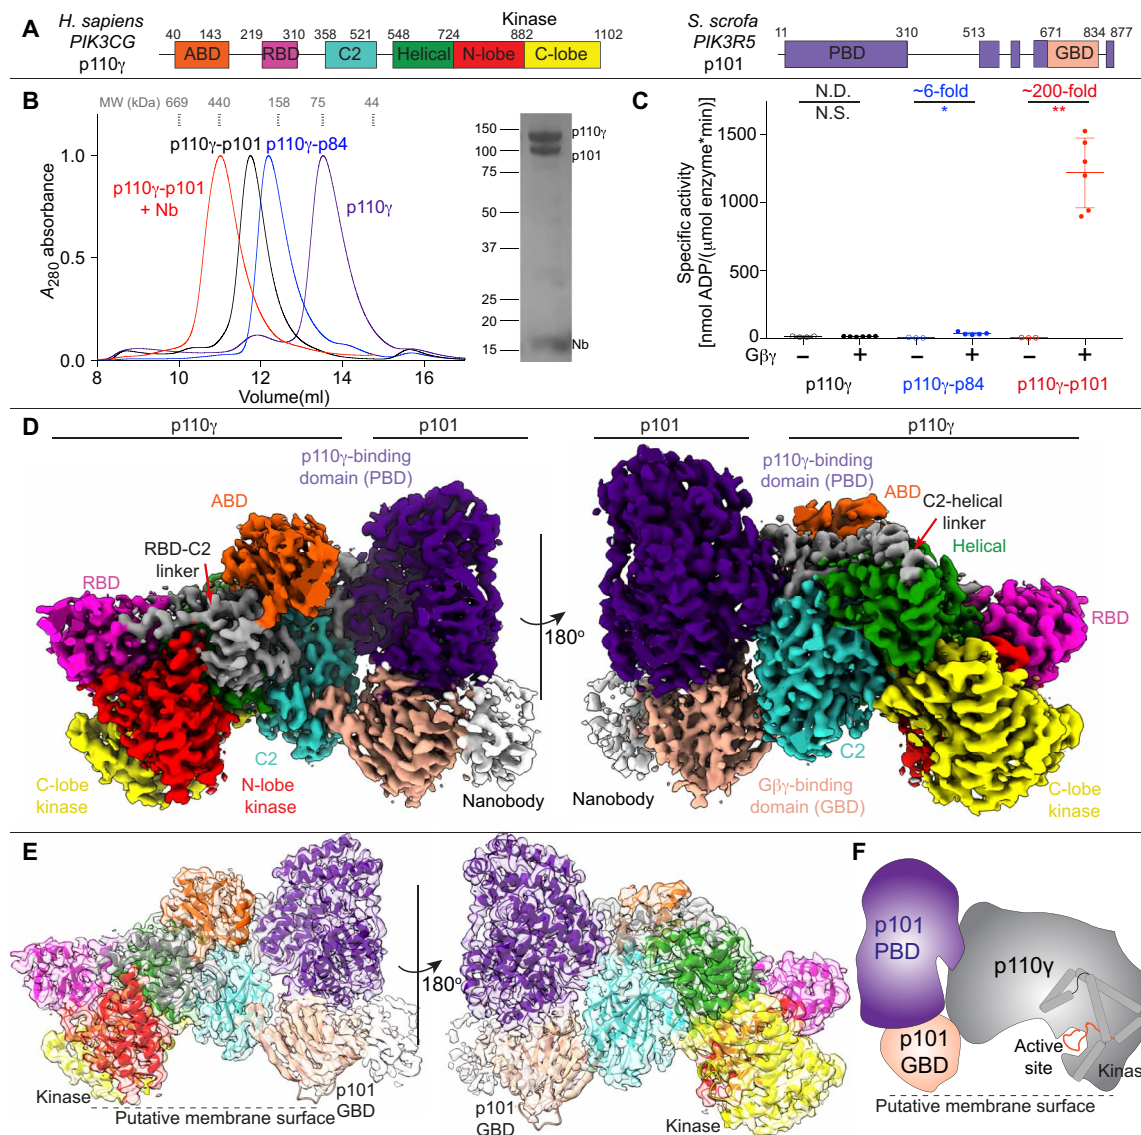 A
H. sapiens
PIK3CG
p110γ
40 143 219 310 358 521 548 724 882 1102
Kinase
ABD RBD C2 Helical N-lobe C-lobe
S. scrofa
PIK3R5
p101
11 310 513 671 834 877
PBD GBD
B
MW (kDa) 669 440 158 75 44
p110γ-p101 p110γ-p84
p110γ-p101
+ Nb
p110γ
A280 absorbance
1.0
0.5
0.0
8 10 12 14 16
Volume(ml)
150
100
75
50
37
25
20
15
p110γ
p101
Nb
C
N.D. ~6-fold ~200-fold
N.S. * **
Specific activity
[nmol ADP/(μmol enzyme*min)]
1500
1000
500
0
Gβγ − + − + − +
p110γ p110γ-p84 p110γ-p101
D
p110γ p101 p101 p110γ
p110γ-binding
domain (PBD)
ABD
RBD-C2
linker
RBD
C2
C-lobe
kinase
N-lobe
kinase
Nanobody
180o
p110γ-binding
domain (PBD)
ABD
C2-helical
linker
Helical
RBD
C2
Nanobody
Gβγ-binding
domain (GBD)
C-lobe
kinase
E
180o
Kinase
Putative membrane surface
p101
GBD
p101
GBD
Kinase
F
p101
PBD
p110γ
p101
GBD
Active
site
Kinas
Putative membrane surface